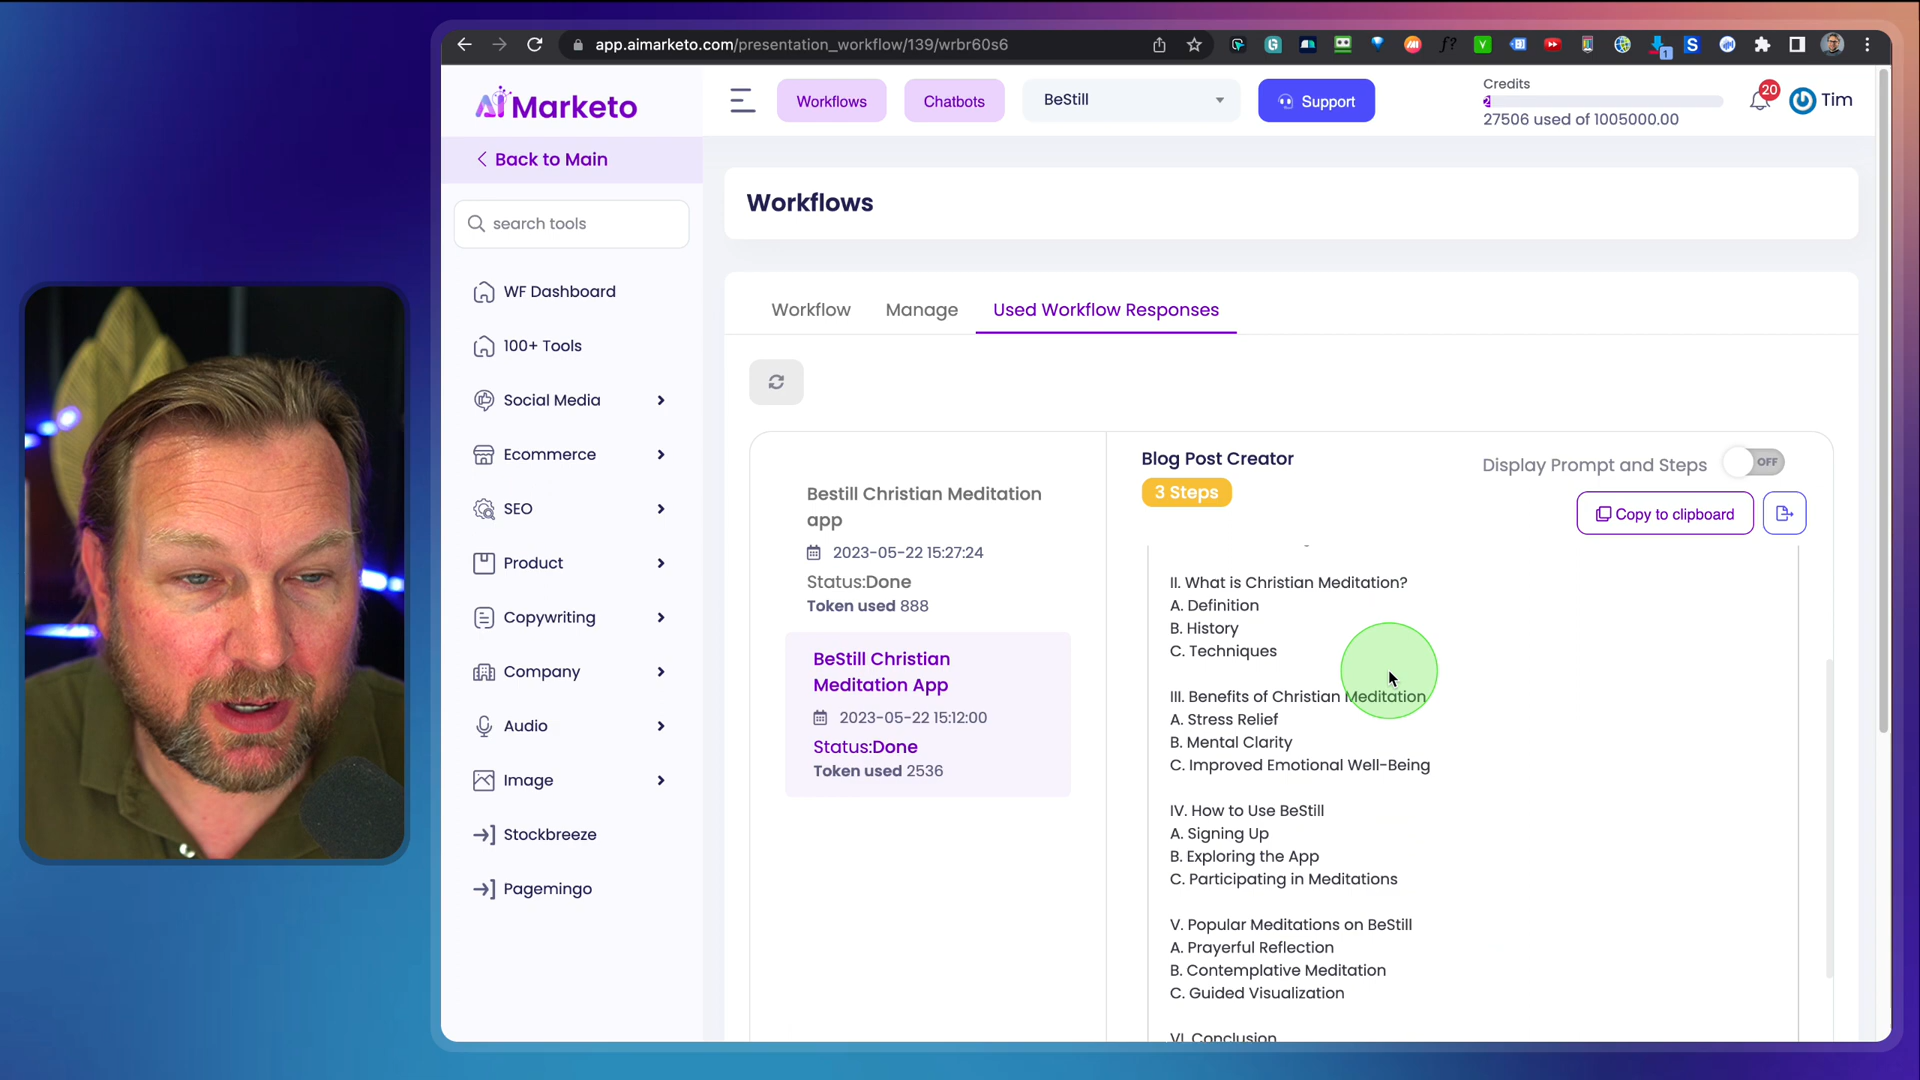 app.aimarketo.com/presentation_workflow/139/wrbr60s6
AiMarketo
Workflows
Chatbots
BeStill
Support
Credits
2
27506 used of 1005000.00
20
Tim
Back to Main
search tools
WF Dashboard
100+ Tools
Social Media
Ecommerce
SEO
Product
Copywriting
Company
Audio
Image
Stockbreeze
Pagemingo
Workflows
Workflow
Manage
Used Workflow Responses
Bestill Christian Meditation
app
2023-05-22 15:27:24
Status:Done
Token used 888
BeStill Christian
Meditation App
2023-05-22 15:12:00
Status:Done
Token used 2536
Blog Post Creator
3 Steps
Display Prompt and Steps
OFF
Copy to clipboard
II. What is Christian Meditation?
A. Definition
B. History
C. Techniques
III. Benefits of Christian Meditation
A. Stress Relief
B. Mental Clarity
C. Improved Emotional Well-Being
IV. How to Use BeStill
A. Signing Up
B. Exploring the App
C. Participating in Meditations
V. Popular Meditations on BeStill
A. Prayerful Reflection
B. Contemplative Meditation
C. Guided Visualization
VI. Conclusion